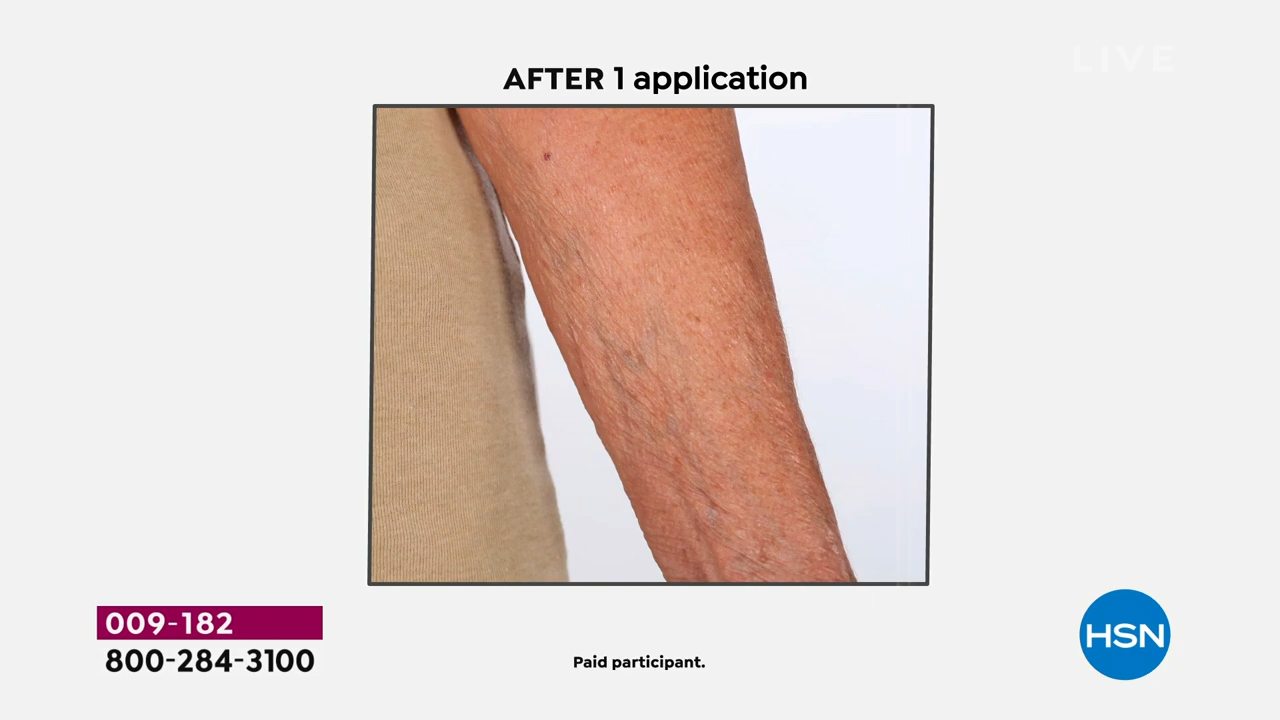 LIVE
AFTER 1 application
009-182
800-284-3100
Paid participant.
HSN